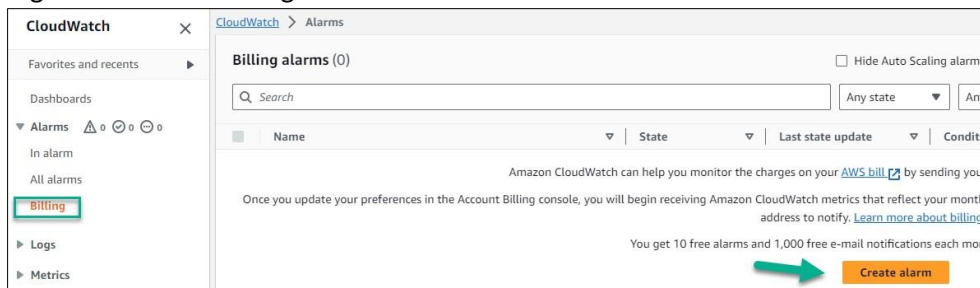 CloudWatch
Favorites and recents
Dashboards
Alarms 0 0 0
In alarm
All alarms
Billing
Logs
Metrics
CloudWatch > Alarms
Billing alarms (0)
Hide Auto Scaling alarm
Search
Any state
An
Name State Last state update Condit
Amazon CloudWatch can help you monitor the charges on your AWS bill by sending you
Once you update your preferences in the Account Billing console, you will begin receiving Amazon CloudWatch metrics that reflect your month
address to notify. Learn more about billing
You get 10 free alarms and 1,000 free e-mail notifications each mo
Create alarm